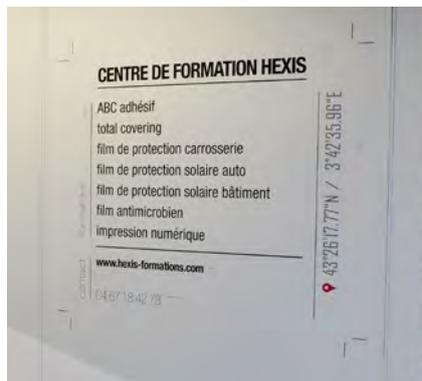 CENTRE DE FORMATION HEXIS
ABC adhésif
total covering
film de protection carrosserie
film de protection solaire auto
film de protection solaire bâtiment
film antimicrobien
impression numérique
www.hexis-formations.com
04 67 18 42 78
contact
43°26'17.77"N / 3°42'35.96"E